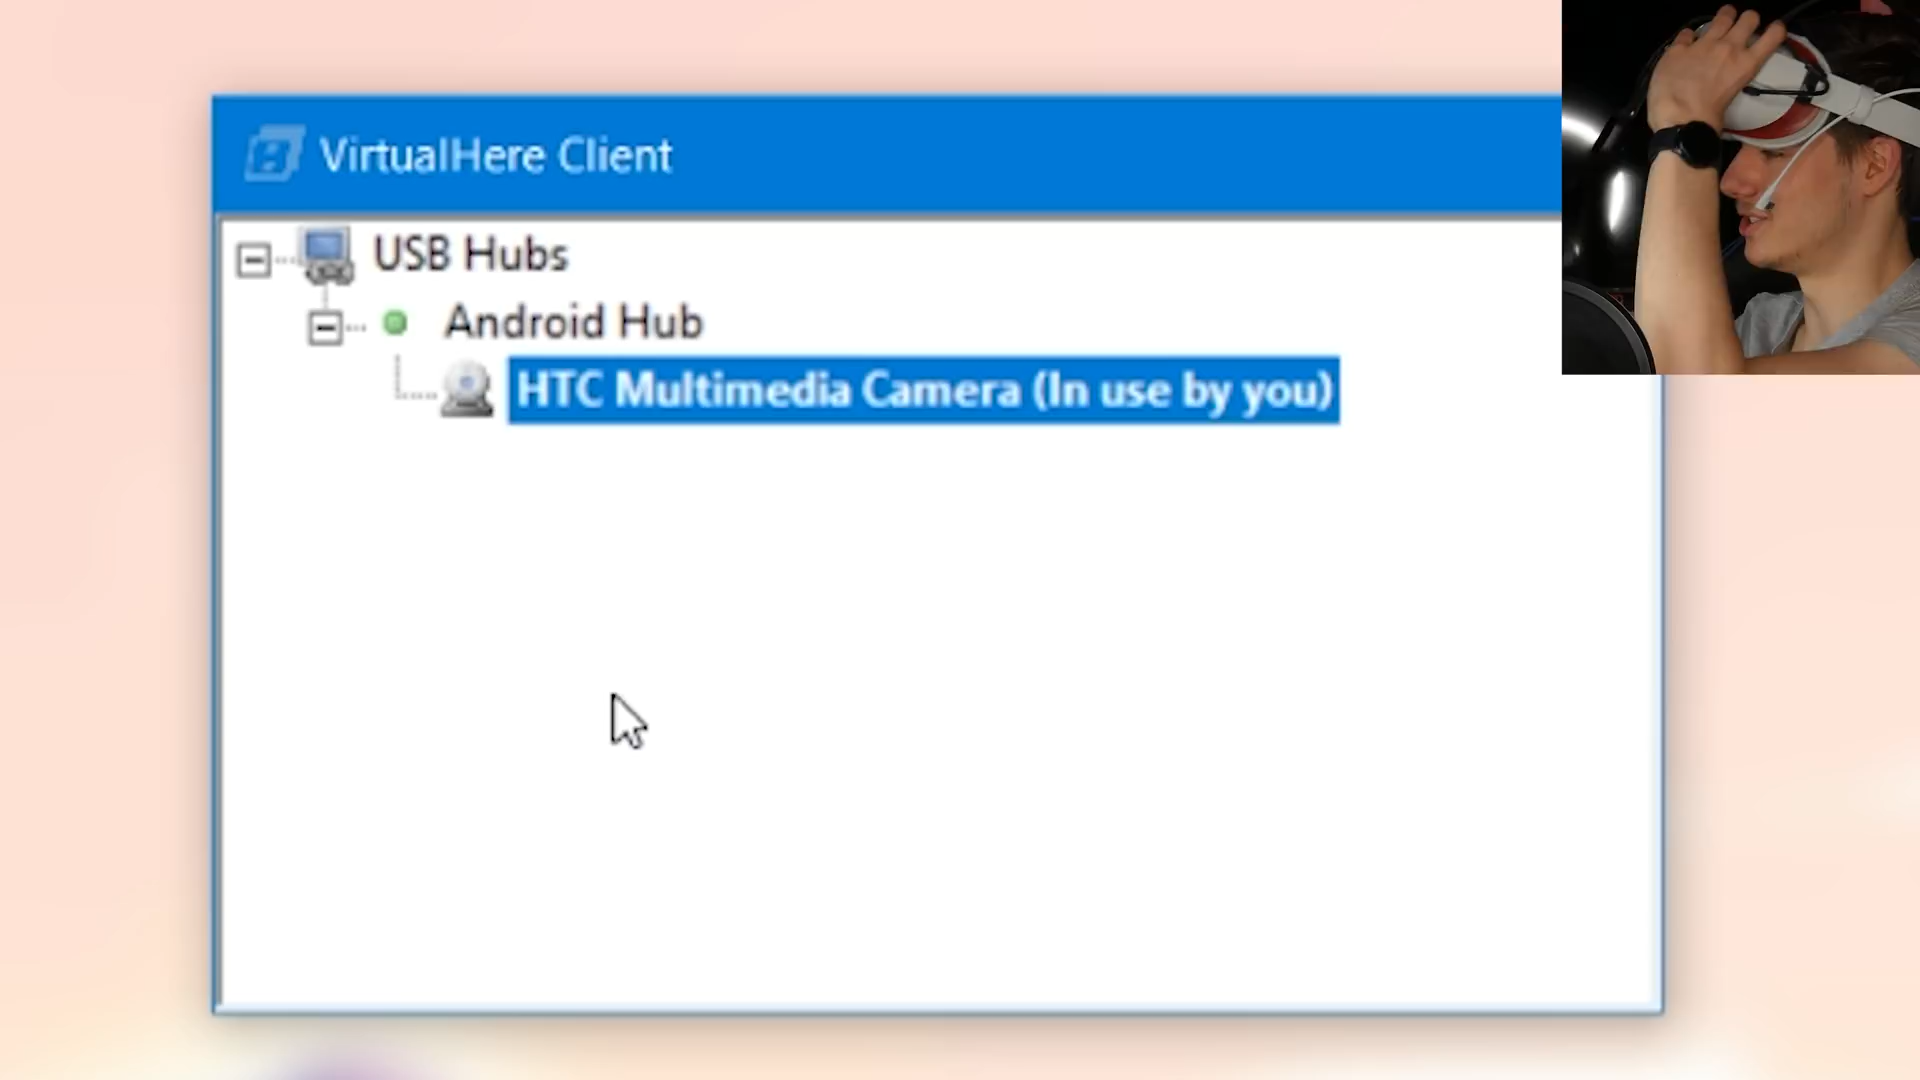 VirtualHere Client
USB Hubs
Android Hub
HTC Multimedia Camera (In use by you)